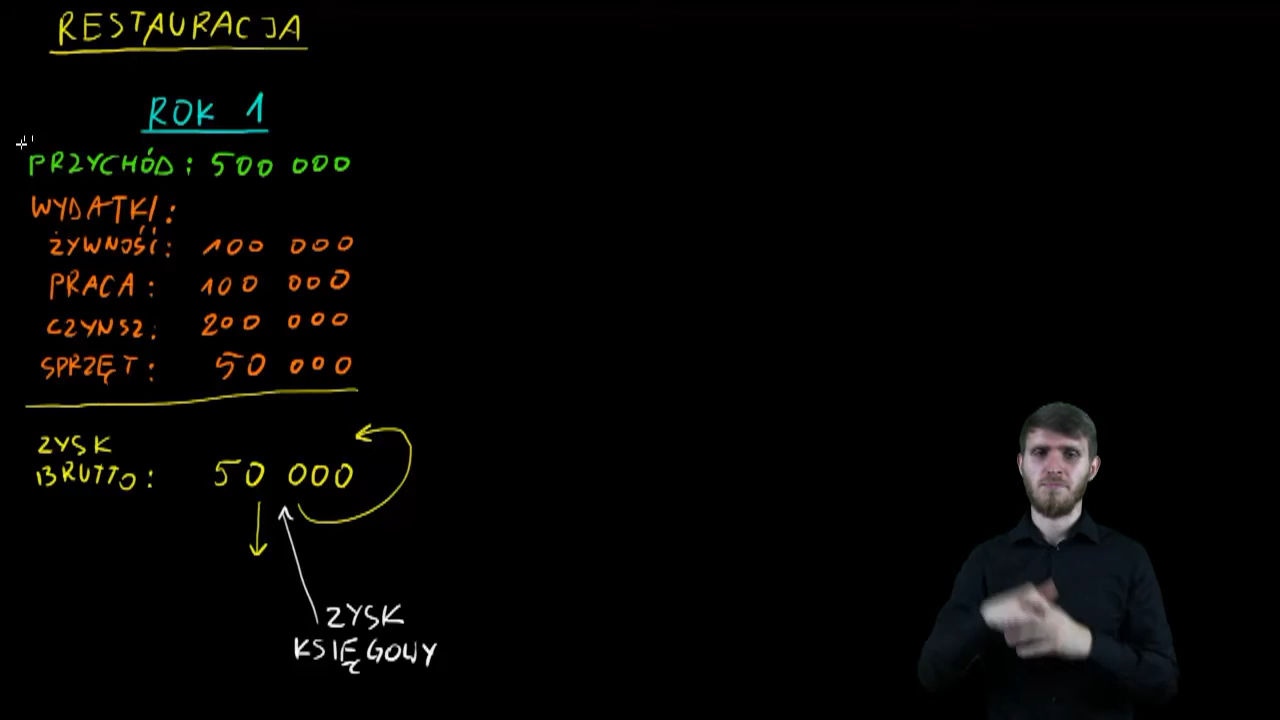 RESTAURACJA
ROK 1
PRZYCHÓD: 500 000
WYDATKI:
ŻYWNOŚĆ: 100 000
PRACA: 100 000
CZYNSZ: 200 000
SPRZĘT: 50 000
ZYSK
BRUTTO: 50 000
ZYSK
KSIĘGOWY